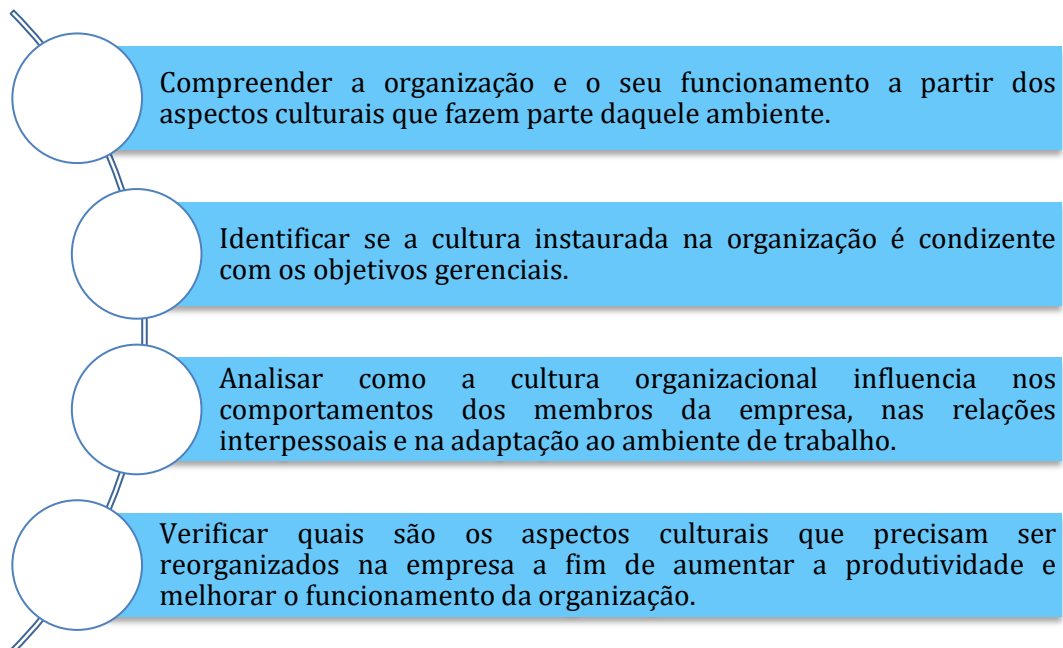 Compreender a organização e o seu funcionamento a partir dos
aspectos culturais que fazem parte daquele ambiente.
Identificar se a cultura instaurada na organização é condizente
com os objetivos gerenciais.
Analisar como a cultura organizacional influencia nos
comportamentos dos membros da empresa, nas relações
interpessoais e na adaptação ao ambiente de trabalho.
Verificar quais são os aspectos culturais que precisam ser
reorganizados na empresa a fim de aumentar a produtividade e
melhorar o funcionamento da organização.